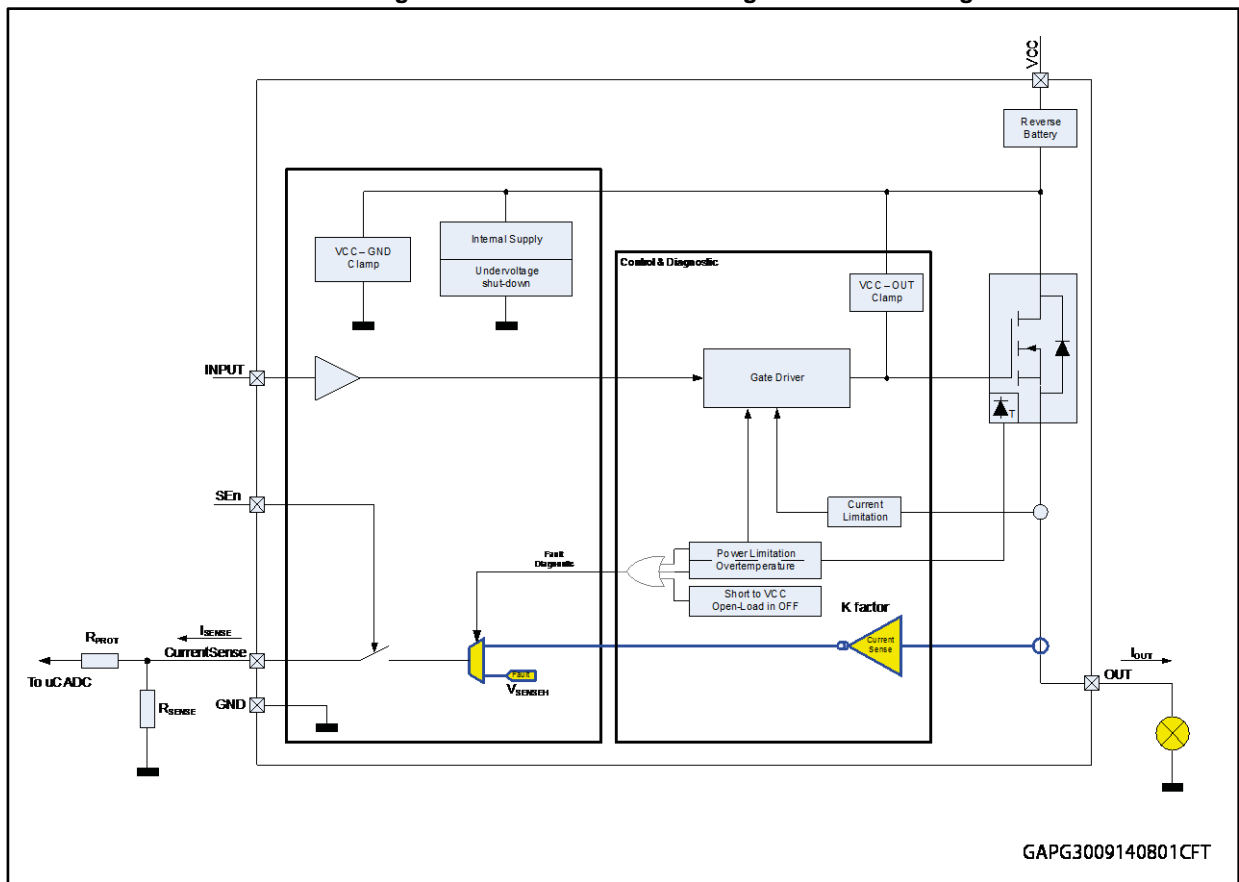 VCC
Reverse
Battery
VCC – GND
Clamp
Internal Supply
Undervoltage
shut-down
Control & Diagnostic
VCC – OUT
Clamp
INPUT
Gate Driver
T
SEn
Current
Limitation
Fault
Diagnostic
Power Limitation
Overtemperature
Short to VCC
Open-Load in OFF
K factor
Current
Sense
RPROT
ISENSE
CurrentSense
To uC ADC
Fault
VSENSEH
IOUT
OUT
RSENSE
GND
GAPG3009140801CFT